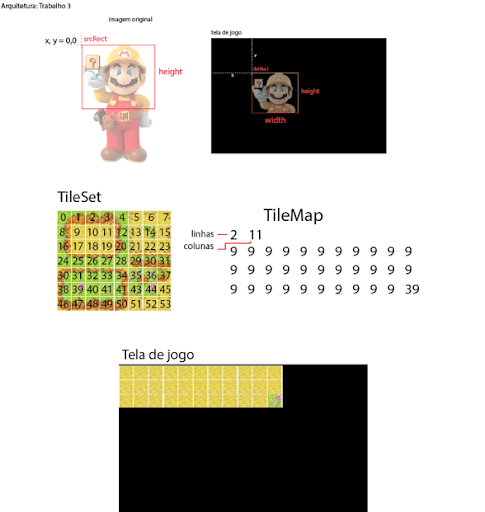 Arquitetura: Trabalho 3
Imagem original
x, y = 0,0
srcRect
height
tela de jogo
y
x
dstRect
height
width
TileSet
0 1 2 3 4 5 6 7
8 9 10 11 12 13 14 15
16 17 18 19 20 21 22 23
24 25 26 27 28 29 30 31
30 31 32 33 34 35 36 37
38 39 40 41 42 43 44 45
46 47 48 49 50 51 52 53
TileMap
linhas 2 11
colunas
9 9 9 9 9 9 9 9 9 9 9
9 9 9 9 9 9 9 9 9 9 9
9 9 9 9 9 9 9 9 9 9 39
Tela de jogo